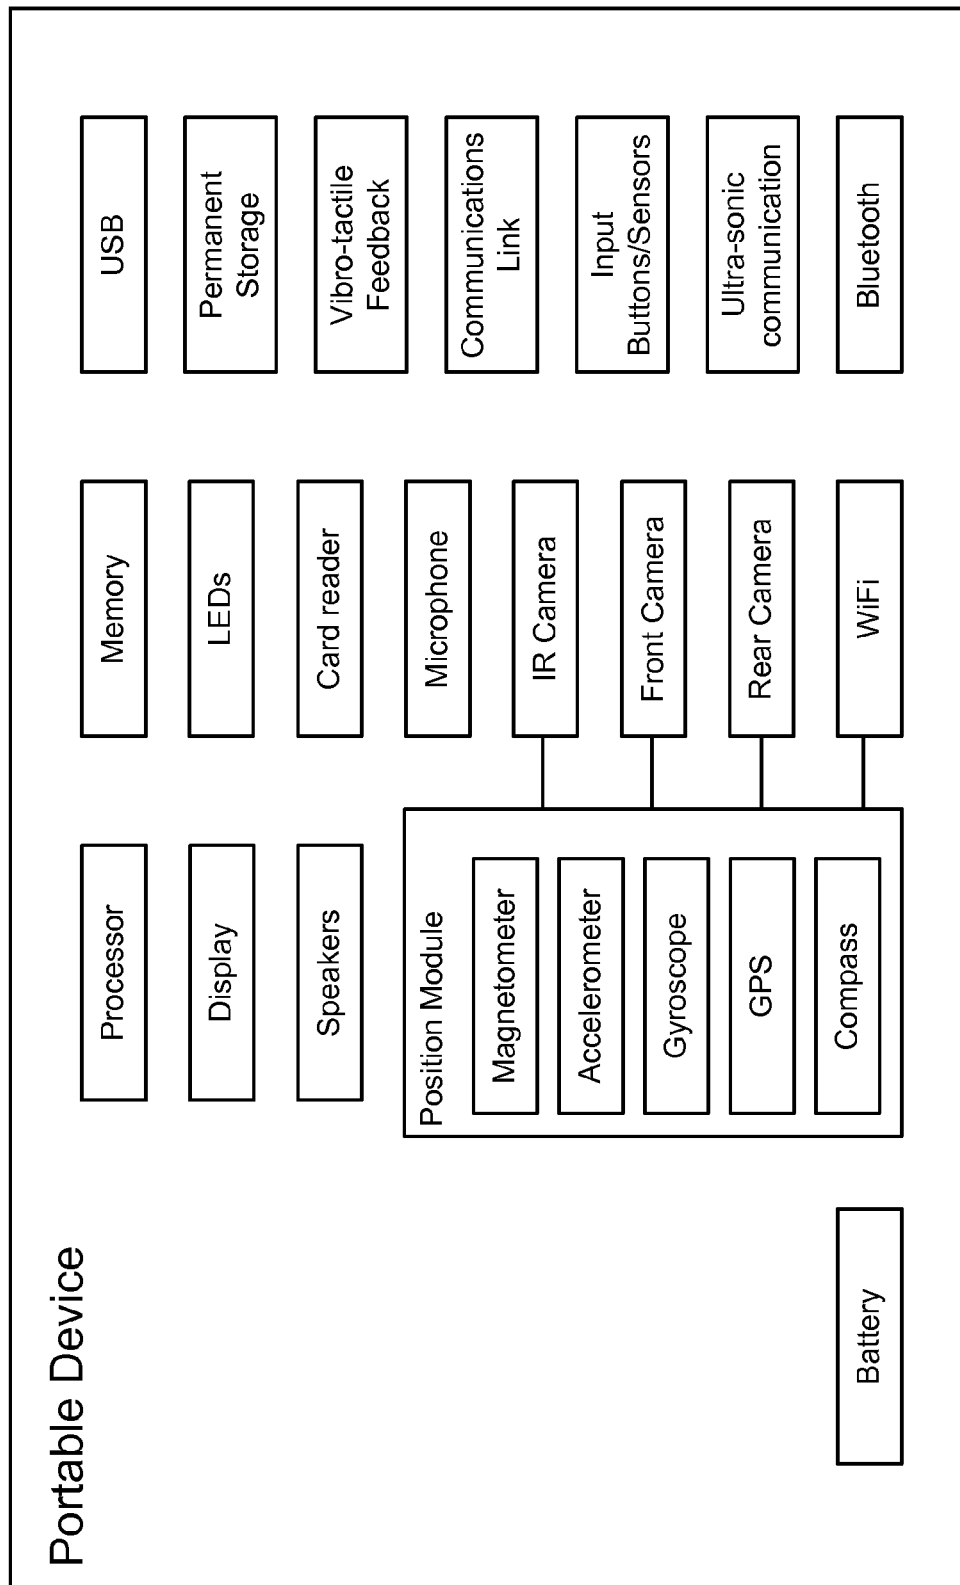 Portable Device
Processor
Display
Speakers
Position Module
Magnetometer
Accelerometer
Gyroscope
GPS
Compass
Battery
Memory
LEDs
Card reader
Microphone
IR Camera
Front Camera
Rear Camera
WiFi
USB
Permanent
Storage
Vibro-tactile
Feedback
Communications
Link
Input
Buttons/Sensors
Ultra-sonic
communication
Bluetooth